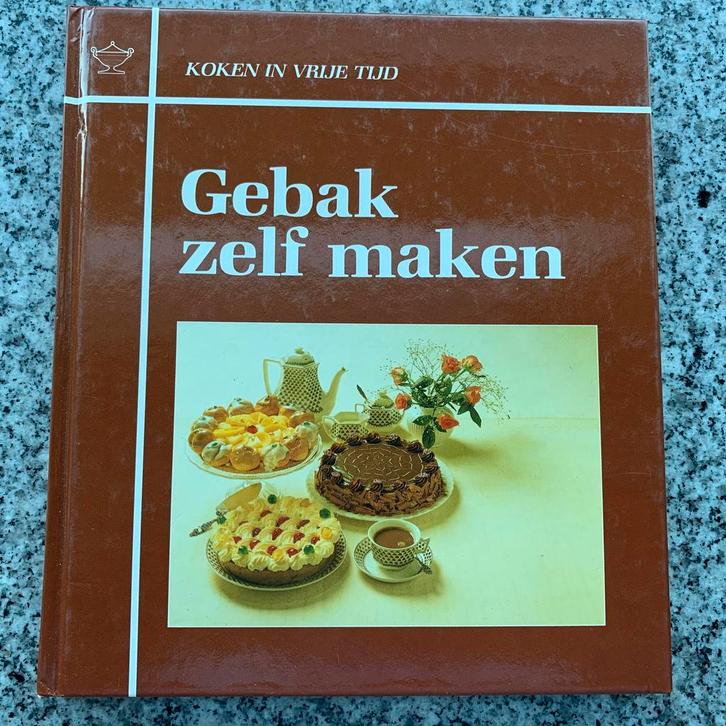 KOKEN IN VRIJE TIJD
Gebak
zelf maken